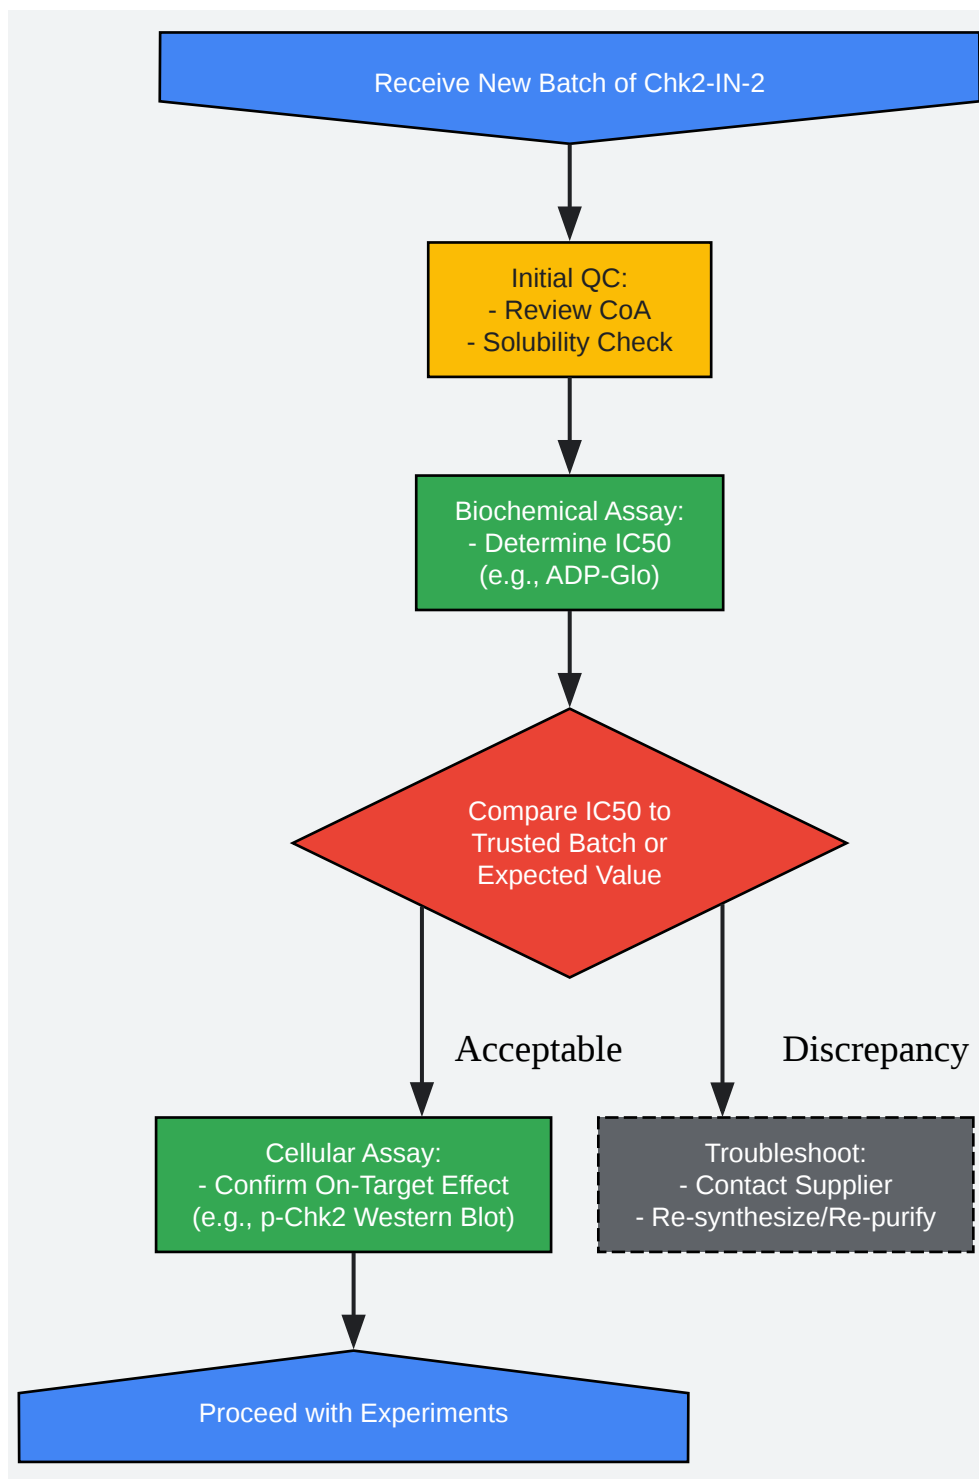 Receive New Batch of Chk2-IN-2
Initial QC:
- Review CoA
- Solubility Check
Biochemical Assay:
- Determine IC50
(e.g., ADP-Glo)
Compare IC50 to
Trusted Batch or
Expected Value
Acceptable
Discrepancy
Cellular Assay:
- Confirm On-Target Effect
(e.g., p-Chk2 Western Blot)
Troubleshoot:
- Contact Supplier
- Re-synthesize/Re-purify
Proceed with Experiments